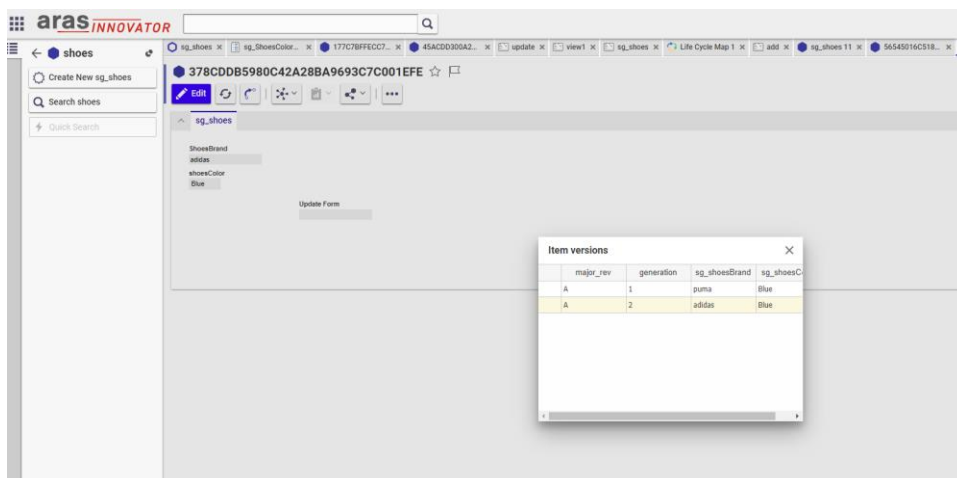 aras INNOVATOR
sg_shoes × sg_ShoesColor... × 177C7BFFECC7... × 45ACDD300A2... × update × view1 × sg_shoes × Life Cycle Map 1 × add × sg_shoes 11 × 56545016C518... ×
shoes
Create New sg_shoes
Search shoes
Quick Search
378CDDB5980C42A28BA9693C7C001EFE
Edit
sg_shoes
ShoesBrand
adidas
shoesColor
Blue
Update Form
Item versions ×
major_rev generation sg_shoesBrand sg_shoesC
A 1 puma Blue
A 2 adidas Blue